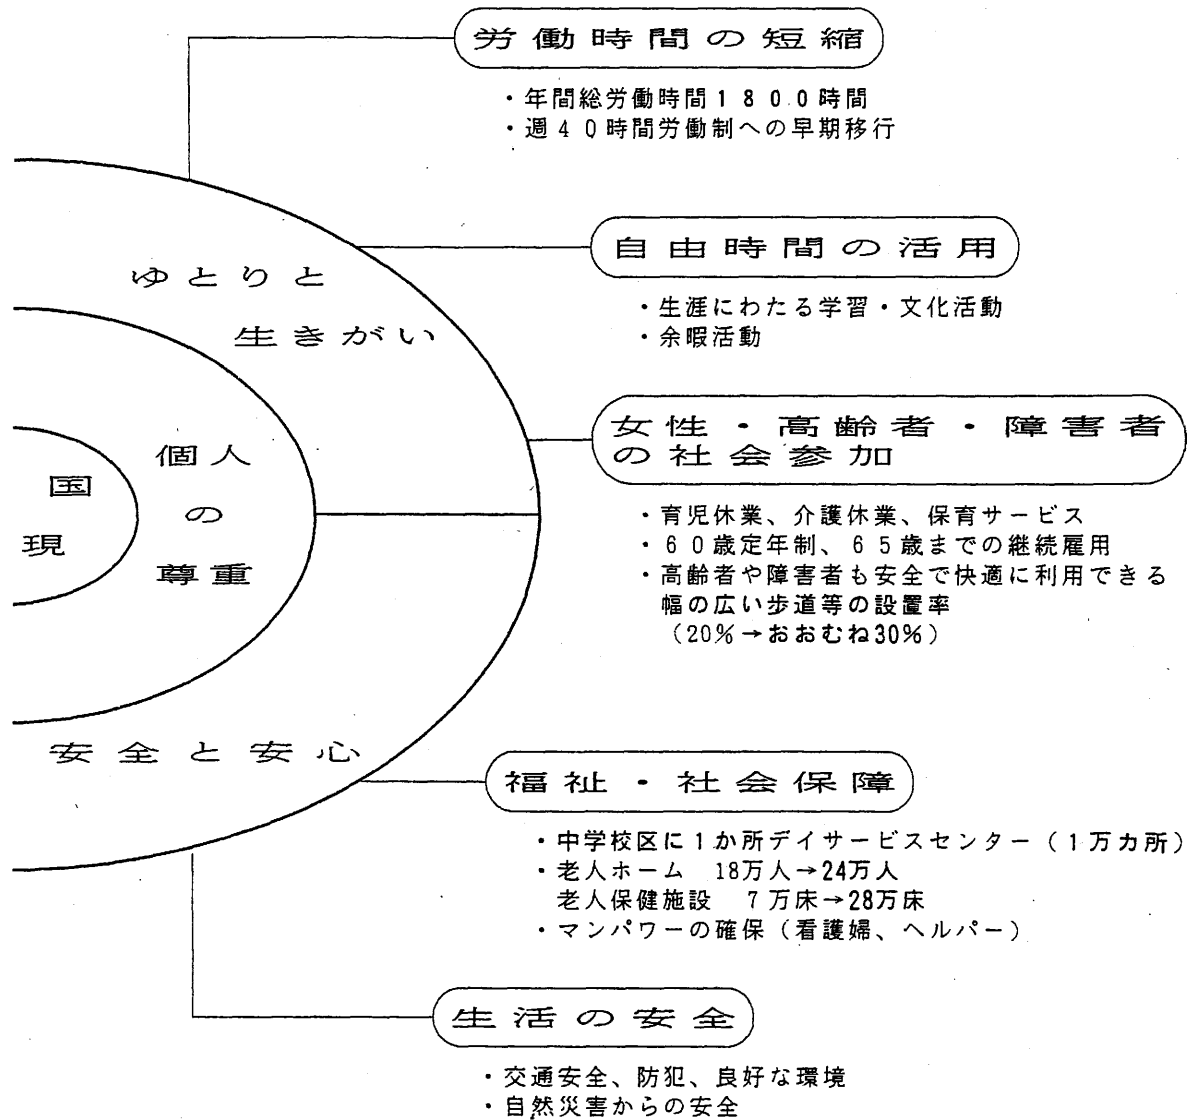 労働時間の短縮
・年間総労働時間1800時間
・週40時間労働制への早期移行
自由時間の活用
・生涯にわたる学習・文化活動
・余暇活動
ゆとりと
生きがい
女性・高齢者・障害者
の社会参加
・育児休業、介護休業、保育サービス
・60歳定年制、65歳までの継続雇用
・高齢者や障害者も安全で快適に利用できる
幅の広い歩道等の設置率
（20%→おおむね30%）
個人
の
尊重
国
現
安全と安心
福祉・社会保障
・中学校区に1か所デイサービスセンター（1万カ所）
・老人ホーム　18万人→24万人
老人保健施設　7万床→28万床
・マンパワーの確保（看護婦、ヘルパー）
生活の安全
・交通安全、防犯、良好な環境
・自然災害からの安全